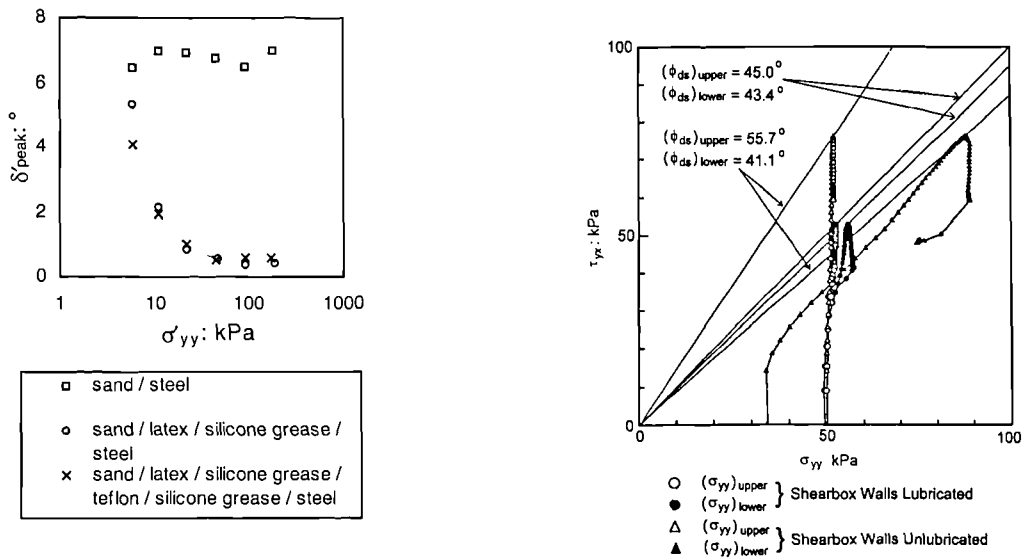 8
6
4
2
0
δ'peak: °
1
10
100
1000
σ'yy: kPa
sand / steel
sand / latex / silicone grease /
steel
sand / latex / silicone grease /
teflon / silicone grease / steel
100
50
0
τyx: kPa
(ϕds)upper = 45.0°
(ϕds)lower = 43.4°
(ϕds)upper = 55.7°
(ϕds)lower = 41.1°
0
50
100
σyy kPa
(σyy)upper
(σyy)lower
Shearbox Walls Lubricated
(σyy)upper
(σyy)lower
Shearbox Walls Unlubricated